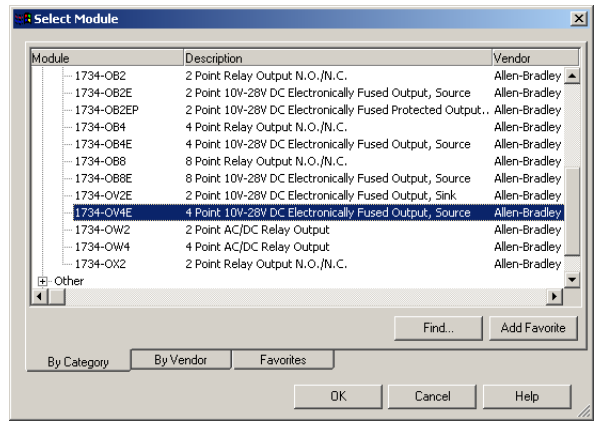 Select Module
Module Description Vendor
1734-OB2 2 Point Relay Output N.O./N.C. Allen-Bradley
1734-OB2E 2 Point 10V-28V DC Electronically Fused Output, Source Allen-Bradley
1734-OB2EP 2 Point 10V-28V DC Electronically Fused Protected Output... Allen-Bradley
1734-OB4 4 Point Relay Output N.O./N.C. Allen-Bradley
1734-OB4E 4 Point 10V-28V DC Electronically Fused Output, Source Allen-Bradley
1734-OB8 8 Point Relay Output N.O./N.C. Allen-Bradley
1734-OB8E 8 Point 10V-28V DC Electronically Fused Output, Source Allen-Bradley
1734-OV2E 2 Point 10V-28V DC Electronically Fused Output, Sink Allen-Bradley
1734-OV4E 4 Point 10V-28V DC Electronically Fused Output, Source Allen-Bradley
1734-OW2 2 Point AC/DC Relay Output Allen-Bradley
1734-OW4 4 Point AC/DC Relay Output Allen-Bradley
1734-OX2 2 Point Relay Output N.O./N.C. Allen-Bradley
Other
Find... Add Favorite
By Category By Vendor Favorites
OK Cancel Help